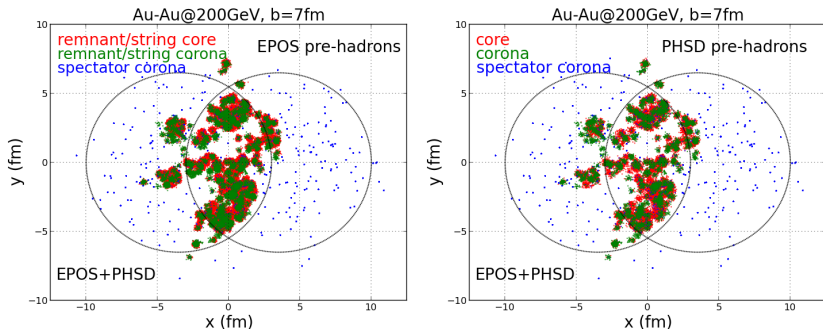 Au-Au@200GeV, b=7fm
remnant/string core
remnant/string corona
spectator corona
EPOS pre-hadrons
EPOS+PHSD
y (fm)
10
5
0
−5
−10
−10
−5
0
5
10
x (fm)
Au-Au@200GeV, b=7fm
core
corona
spectator corona
PHSD pre-hadrons
EPOS+PHSD
y (fm)
10
5
0
−5
−10
−10
−5
0
5
10
x (fm)